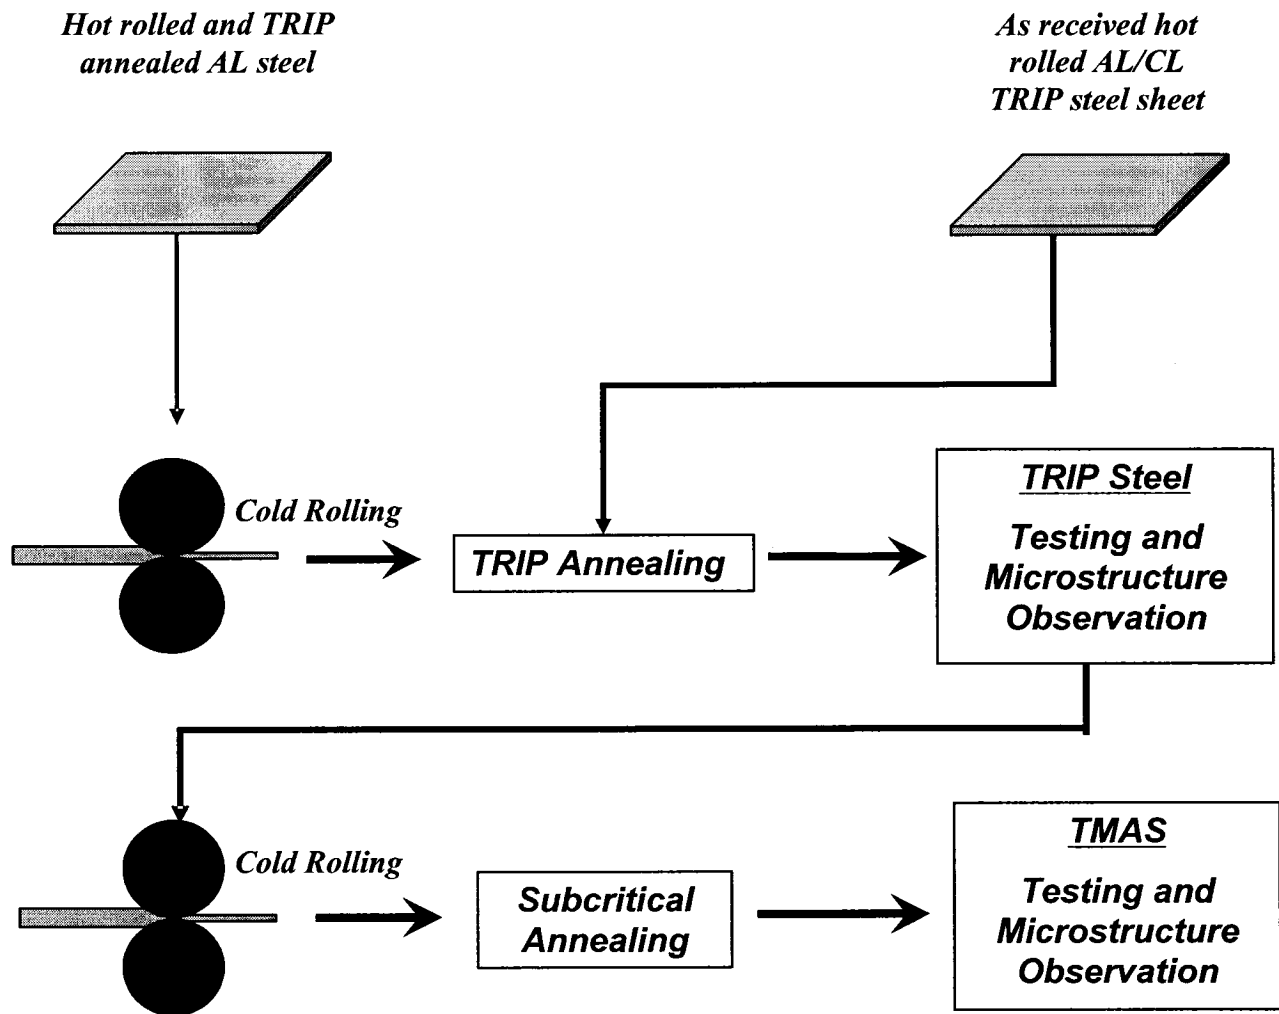 Hot rolled and TRIP
annealed AL steel
As received hot
rolled AL/CL
TRIP steel sheet
Cold Rolling
TRIP Annealing
TRIP Steel
Testing and
Microstructure
Observation
Cold Rolling
Subcritical
Annealing
TMAS
Testing and
Microstructure
Observation